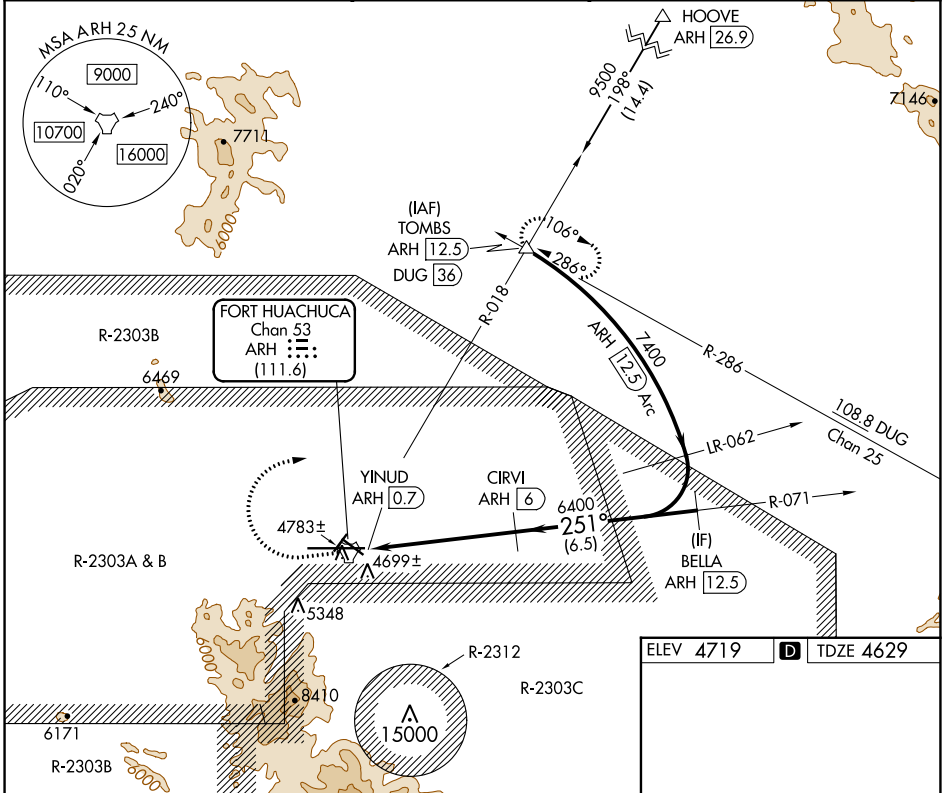 MSA ARH 25 NM
9000
110°
240°
10700
16000
020°
7711
6000
HOOVE
ARH 26.9
9500
198°
(14.4)
7146
(IAF)
TOMBS
ARH 12.5
DUG 36
106°
286°
R-018
7400
ARH 12.5 Arc
R-286
108.8 DUG
Chan 25
FORT HUACHUCA
Chan 53
ARH
(111.6)
R-2303B
6469
LR-062
R-071
YINUD
ARH 0.7
CIRVI
ARH 6
6400
251°
(6.5)
(IF)
BELLA
ARH 12.5
4783±
4699±
R-2303A & B
5348
6000
R-2312
R-2303C
8410
15000
6171
R-2303B
6000
ELEV 4719
D
TDZE 4629